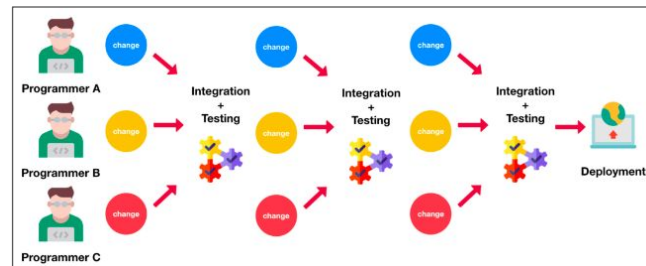 change
change
change
Programmer A
Integration
+
Testing
Integration
+
Testing
Integration
+
Testing
change
change
change
Programmer B
Deployment
change
change
change
Programmer C